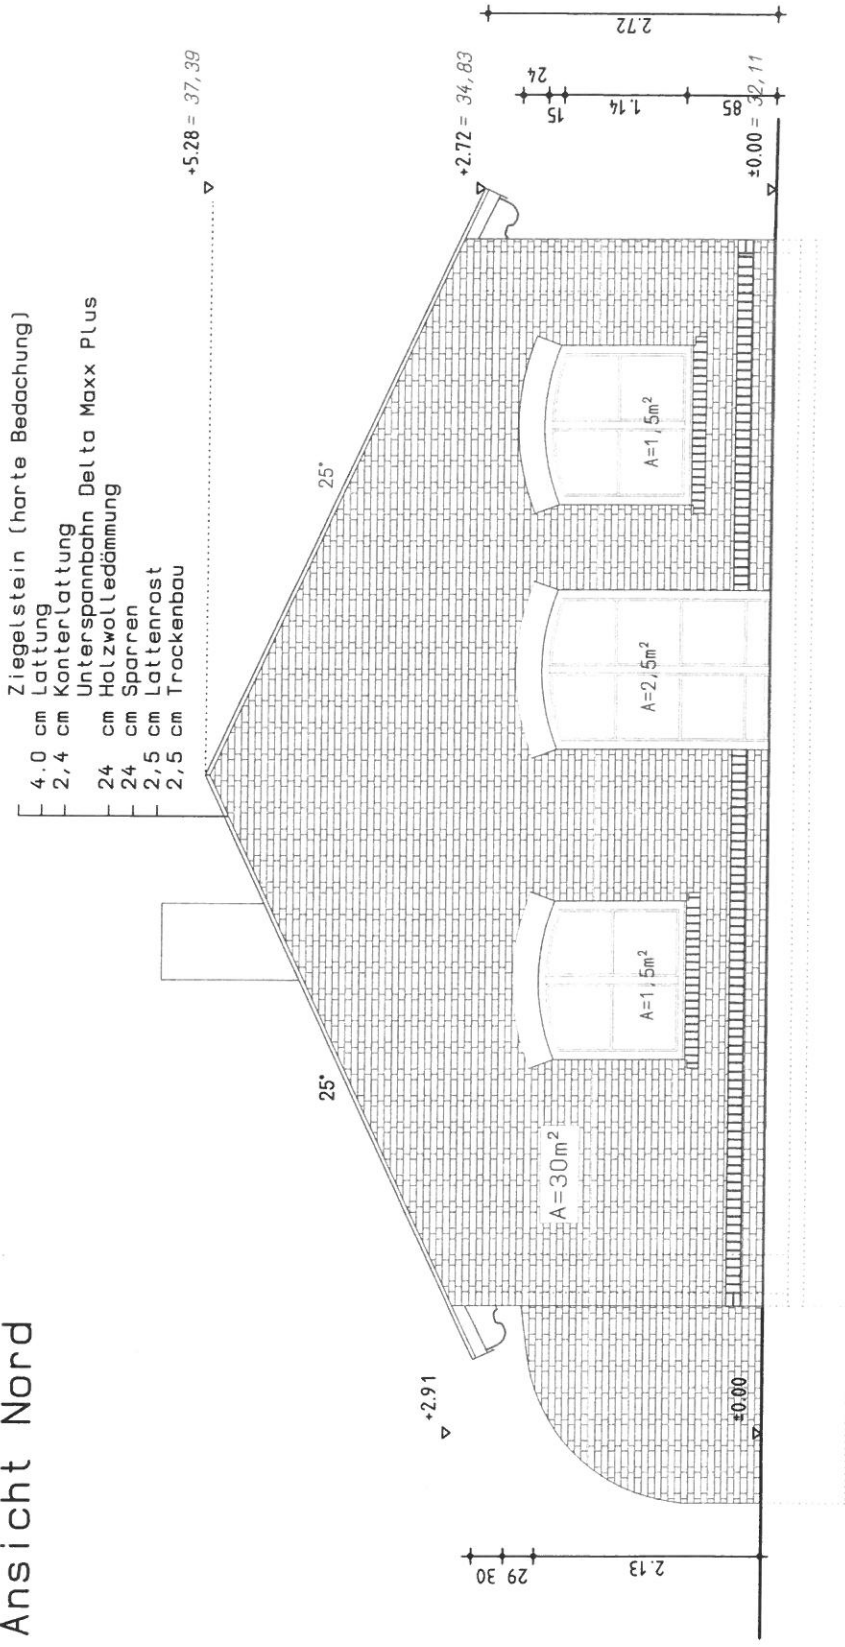 Ansicht Nord
Ziegelstein (harte Bedachung)
4.0 cm Lattung
2,4 cm Konterlattung
Unterspannbahn Delta Maxx Plus
24 cm Holzwolledämmung
24 cm Sparren
2,5 cm Lattenrost
2,5 cm Trockenbau
+5.28 = 37,39
25°
25°
+2.91
+2.72 = 34,83
A=30m²
A=1,5m²
A=2,5m²
A=1,5m²
±0.00
±0.00 = 32,11
30
29
2.13
24
15
1.14
85
2.72